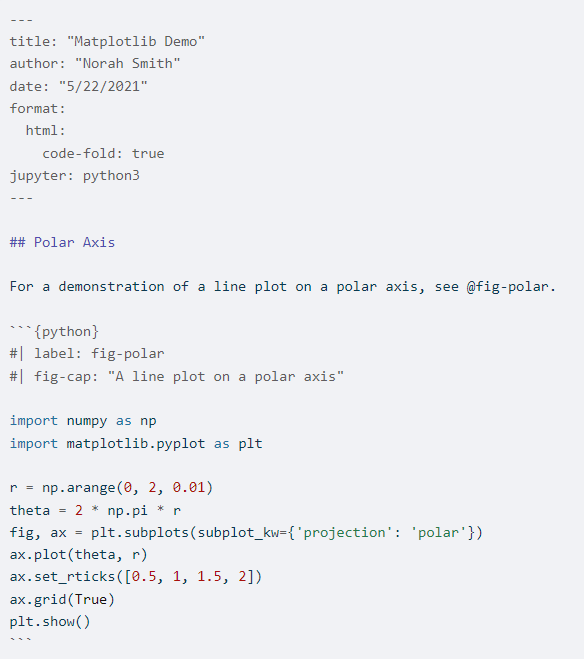 ---
title: "Matplotlib Demo"
author: "Norah Smith"
date: "5/22/2021"
format:
  html:
    code-fold: true
jupyter: python3
---

## Polar Axis

For a demonstration of a line plot on a polar axis, see @fig-polar.

```{python}
#| label: fig-polar
#| fig-cap: "A line plot on a polar axis"

import numpy as np
import matplotlib.pyplot as plt

r = np.arange(0, 2, 0.01)
theta = 2 * np.pi * r
fig, ax = plt.subplots(subplot_kw={'projection': 'polar'})
ax.plot(theta, r)
ax.set_rticks([0.5, 1, 1.5, 2])
ax.grid(True)
plt.show()
```